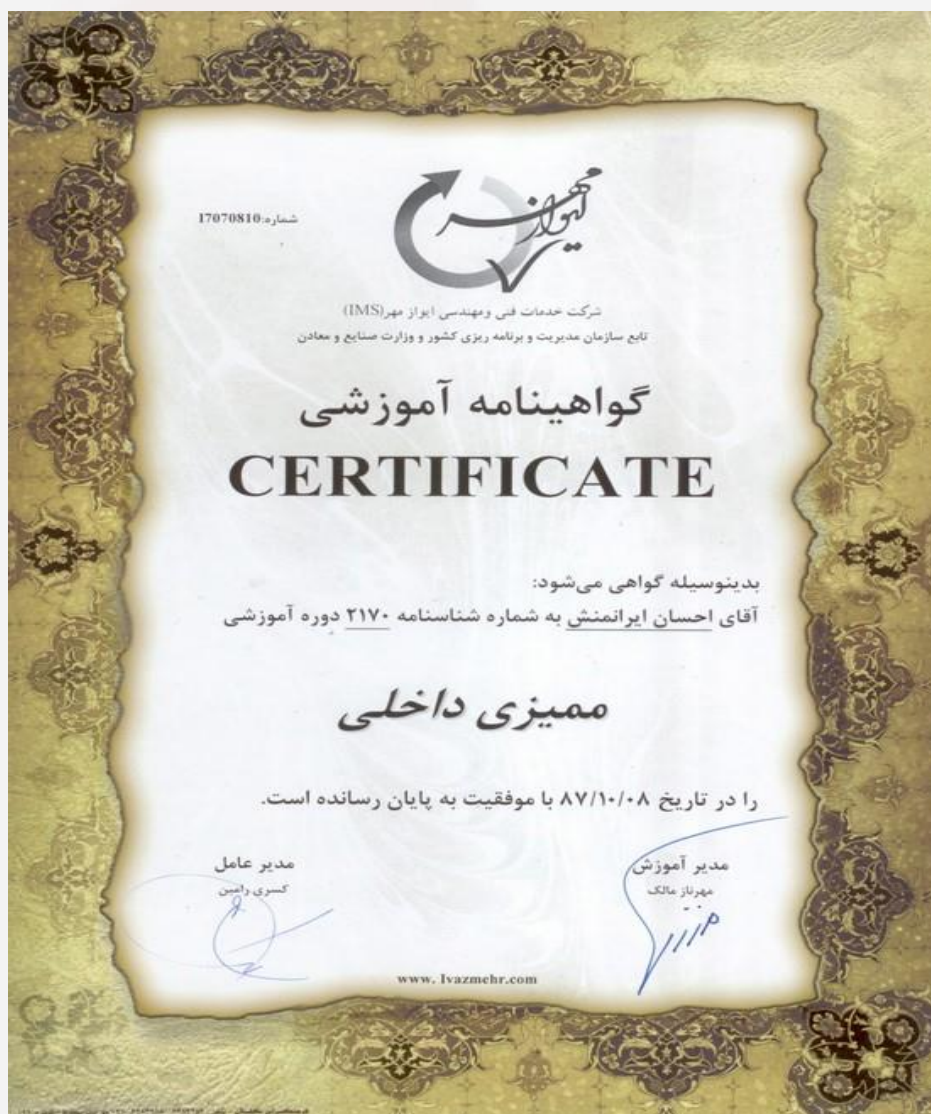 ایواز مهر
شماره:17070810
شرکت خدمات فنی ومهندسی ایواز مهر(IMS)
تابع سازمان مدیریت و برنامه ریزی کشور و وزارت صنایع و معادن
گواهینامه آموزشی
CERTIFICATE
بدینوسیله گواهی می‌شود:
آقای احسان ایرانمنش به شماره شناسنامه ۲۱۷۰ دوره آموزشی
ممیزی داخلی
را در تاریخ ۸۷/۱۰/۰۸ با موفقیت به پایان رسانده است.
مدیر آموزش
مهرناز مالک
مدیر عامل
کسری رامین
www. Ivazmehr.com